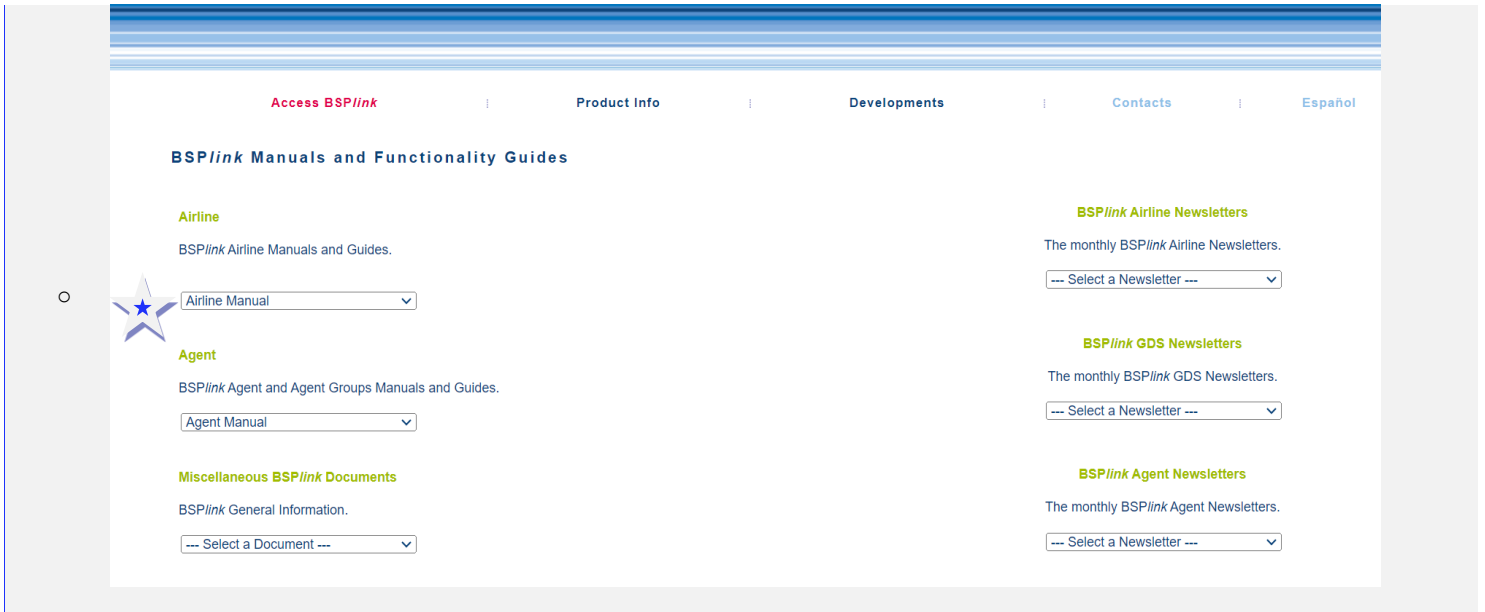 Access BSPlink
Product Info
Developments
Contacts
Español
BSPlink Manuals and Functionality Guides
Airline
BSPlink Airline Manuals and Guides.
Airline Manual
Agent
BSPlink Agent and Agent Groups Manuals and Guides.
Agent Manual
Miscellaneous BSPlink Documents
BSPlink General Information.
--- Select a Document ---
BSPlink Airline Newsletters
The monthly BSPlink Airline Newsletters.
--- Select a Newsletter ---
BSPlink GDS Newsletters
The monthly BSPlink GDS Newsletters.
--- Select a Newsletter ---
BSPlink Agent Newsletters
The monthly BSPlink Agent Newsletters.
--- Select a Newsletter ---